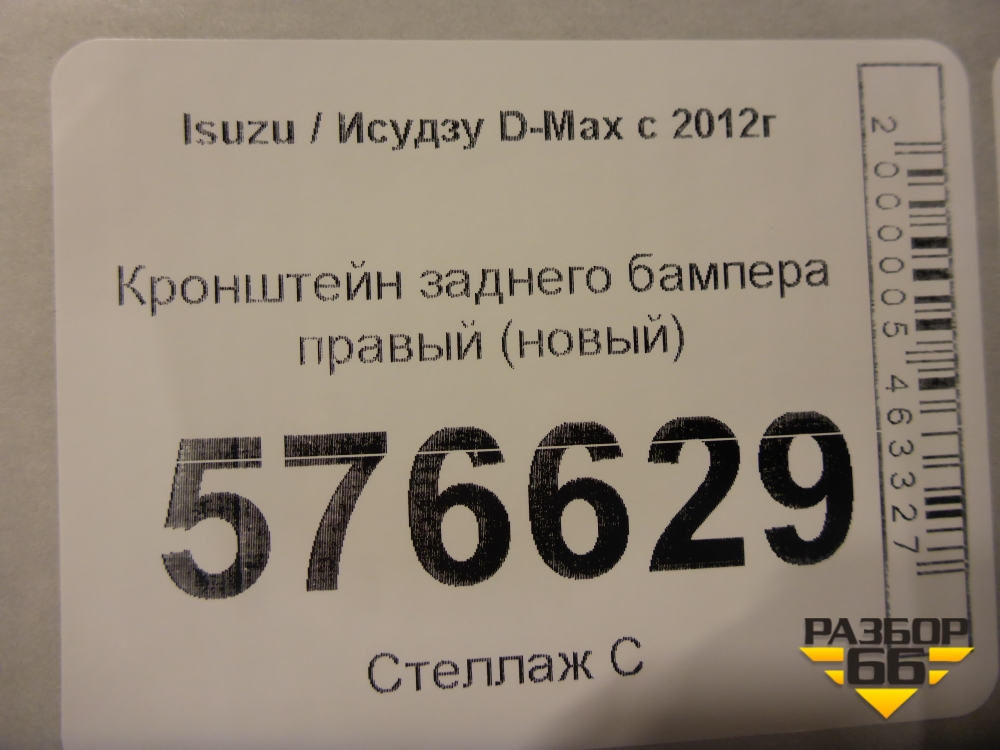 Isuzu / Исудзу D-Max с 2012г
Кронштейн заднего бампера
правый (новый)
576629
Стеллаж С
2000005463327
РАЗБОР
66